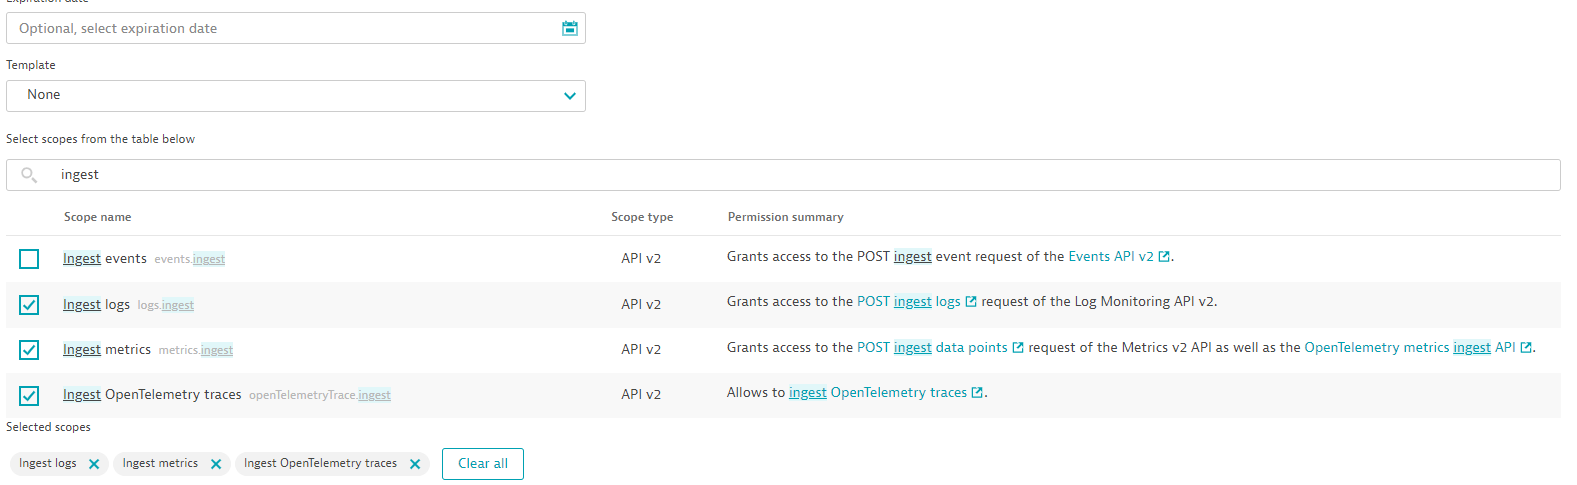 Expiration date
Optional, select expiration date
Template
None
Select scopes from the table below
ingest
Scope name Scope type Permission summary
Ingest events events.ingest API v2 Grants access to the POST ingest event request of the Events API v2.
Ingest logs logs.ingest API v2 Grants access to the POST ingest logs request of the Log Monitoring API v2.
Ingest metrics metrics.ingest API v2 Grants access to the POST ingest data points request of the Metrics v2 API as well as the OpenTelemetry metrics ingest API.
Ingest OpenTelemetry traces openTelemetryTrace.ingest API v2 Allows to ingest OpenTelemetry traces.
Selected scopes
Ingest logs Ingest metrics Ingest OpenTelemetry traces Clear all